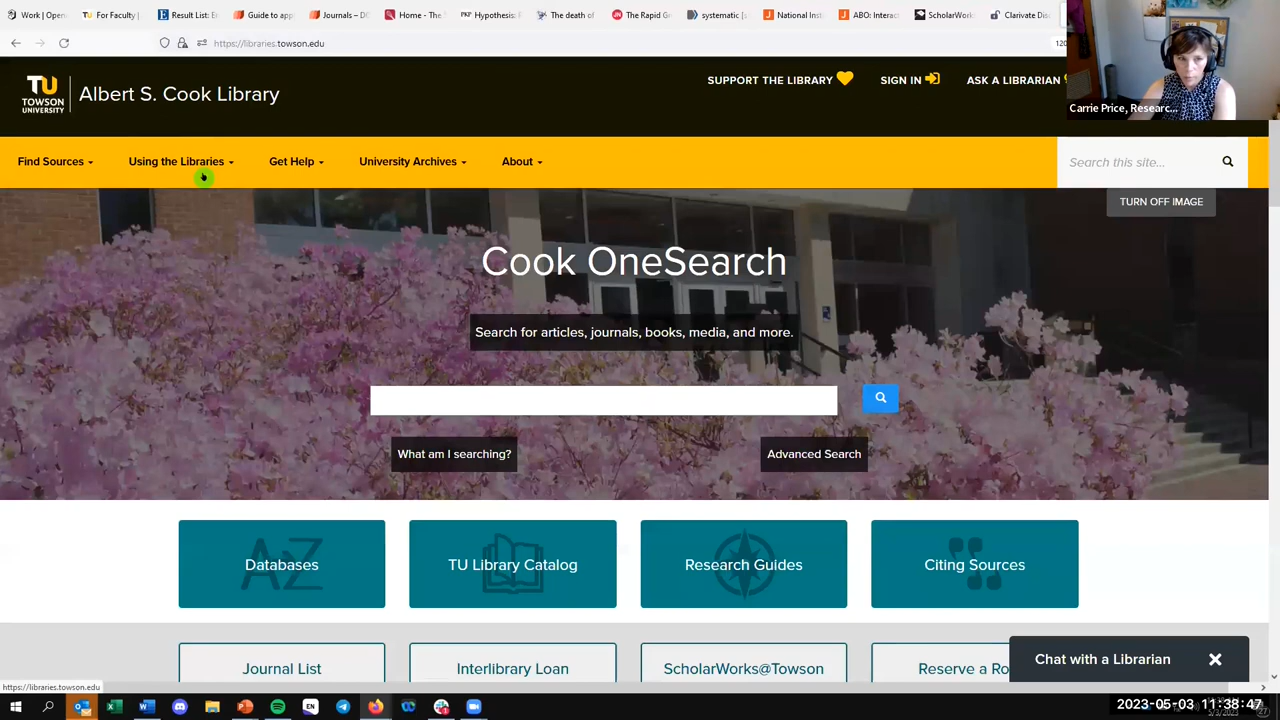 Work | Open
For Faculty |
Result List: E
Guide to app
Journals – D
Home - The
Hypothesis: F
The death of
The Rapid G
systematic (s
National Inst
ABO: Interac
ScholarWork
Clarivate Dis
https://libraries.towson.edu
120
Carrie Price, Researc...
TU
TOWSON
UNIVERSITY
Albert S. Cook Library
SUPPORT THE LIBRARY
SIGN IN
ASK A LIBRARIAN
Find Sources
Using the Libraries
Get Help
University Archives
About
Search this site...
TURN OFF IMAGE
Cook OneSearch
Search for articles, journals, books, media, and more.
What am I searching?
Advanced Search
Databases
TU Library Catalog
Research Guides
Citing Sources
Journal List
Interlibrary Loan
ScholarWorks@Towson
Reserve a Ro
Chat with a Librarian
https://libraries.towson.edu
EN
2023-05-03 11:38:47